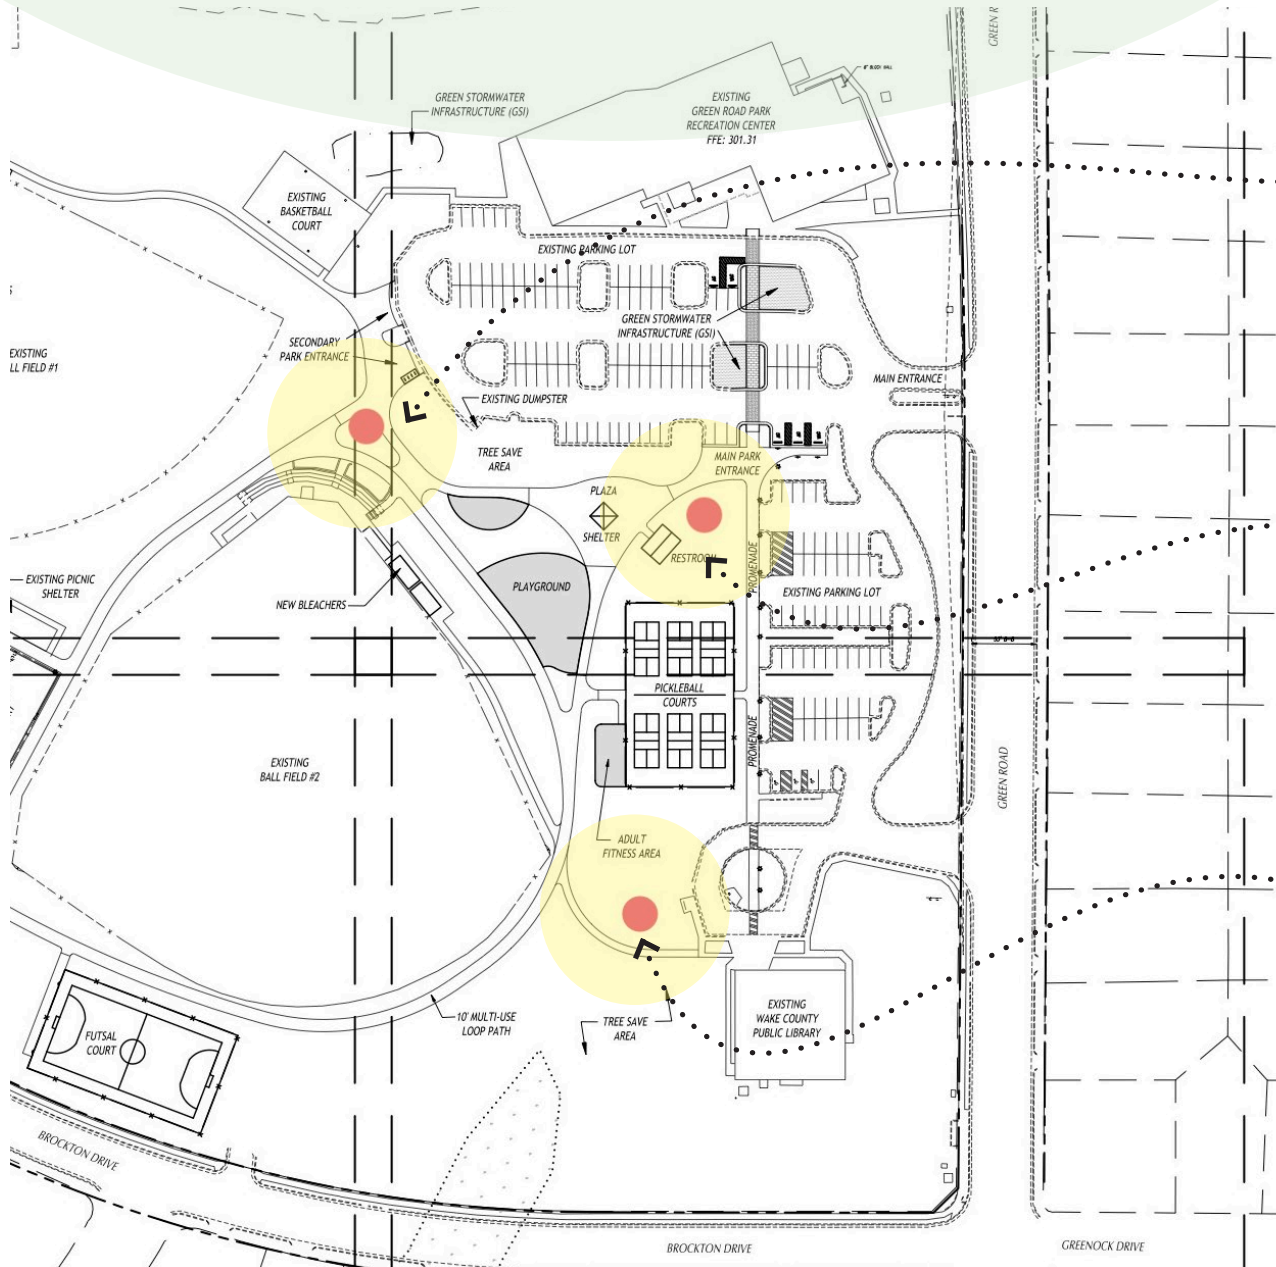 GREEN R
6" BLOCK WALL
GREEN STORMWATER
INFRASTRUCTURE (GSI)
EXISTING
GREEN ROAD PARK
RECREATION CENTER
FFE: 301.31
EXISTING
BASKETBALL
COURT
EXISTING PARKING LOT
GREEN STORMWATER
INFRASTRUCTURE (GSI)
SECONDARY
PARK ENTRANCE
EXISTING
LL FIELD #1
MAIN ENTRANCE
EXISTING DUMPSTER
TREE SAVE
AREA
MAIN PARK
ENTRANCE
PLAZA
SHELTER
RESTROOM
PROMENADE
EXISTING PICNIC
SHELTER
PLAYGROUND
NEW BLEACHERS
EXISTING PARKING LOT
PICKLEBALL
COURTS
PROMENADE
EXISTING
BALL FIELD #2
GREEN ROAD
ADULT
FITNESS AREA
10' MULTI-USE
LOOP PATH
TREE SAVE
AREA
EXISTING
WAKE COUNTY
PUBLIC LIBRARY
FUTSAL
COURT
BROCKTON DRIVE
BROCKTON DRIVE
GREENOCK DRIVE